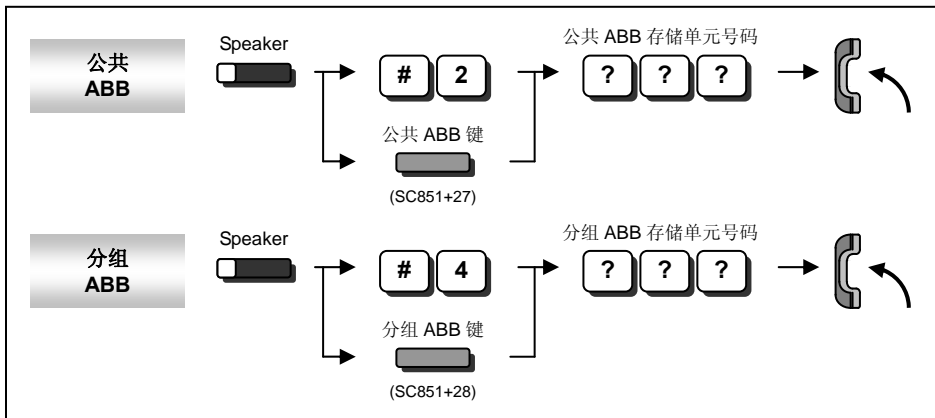 公共
ABB
Speaker
# 2
公共 ABB 存储单元号码
? ? ?
公共 ABB 键
(SC851+27)
分组
ABB
Speaker
# 4
分组 ABB 存储单元号码
? ? ?
分组 ABB 键
(SC851+28)